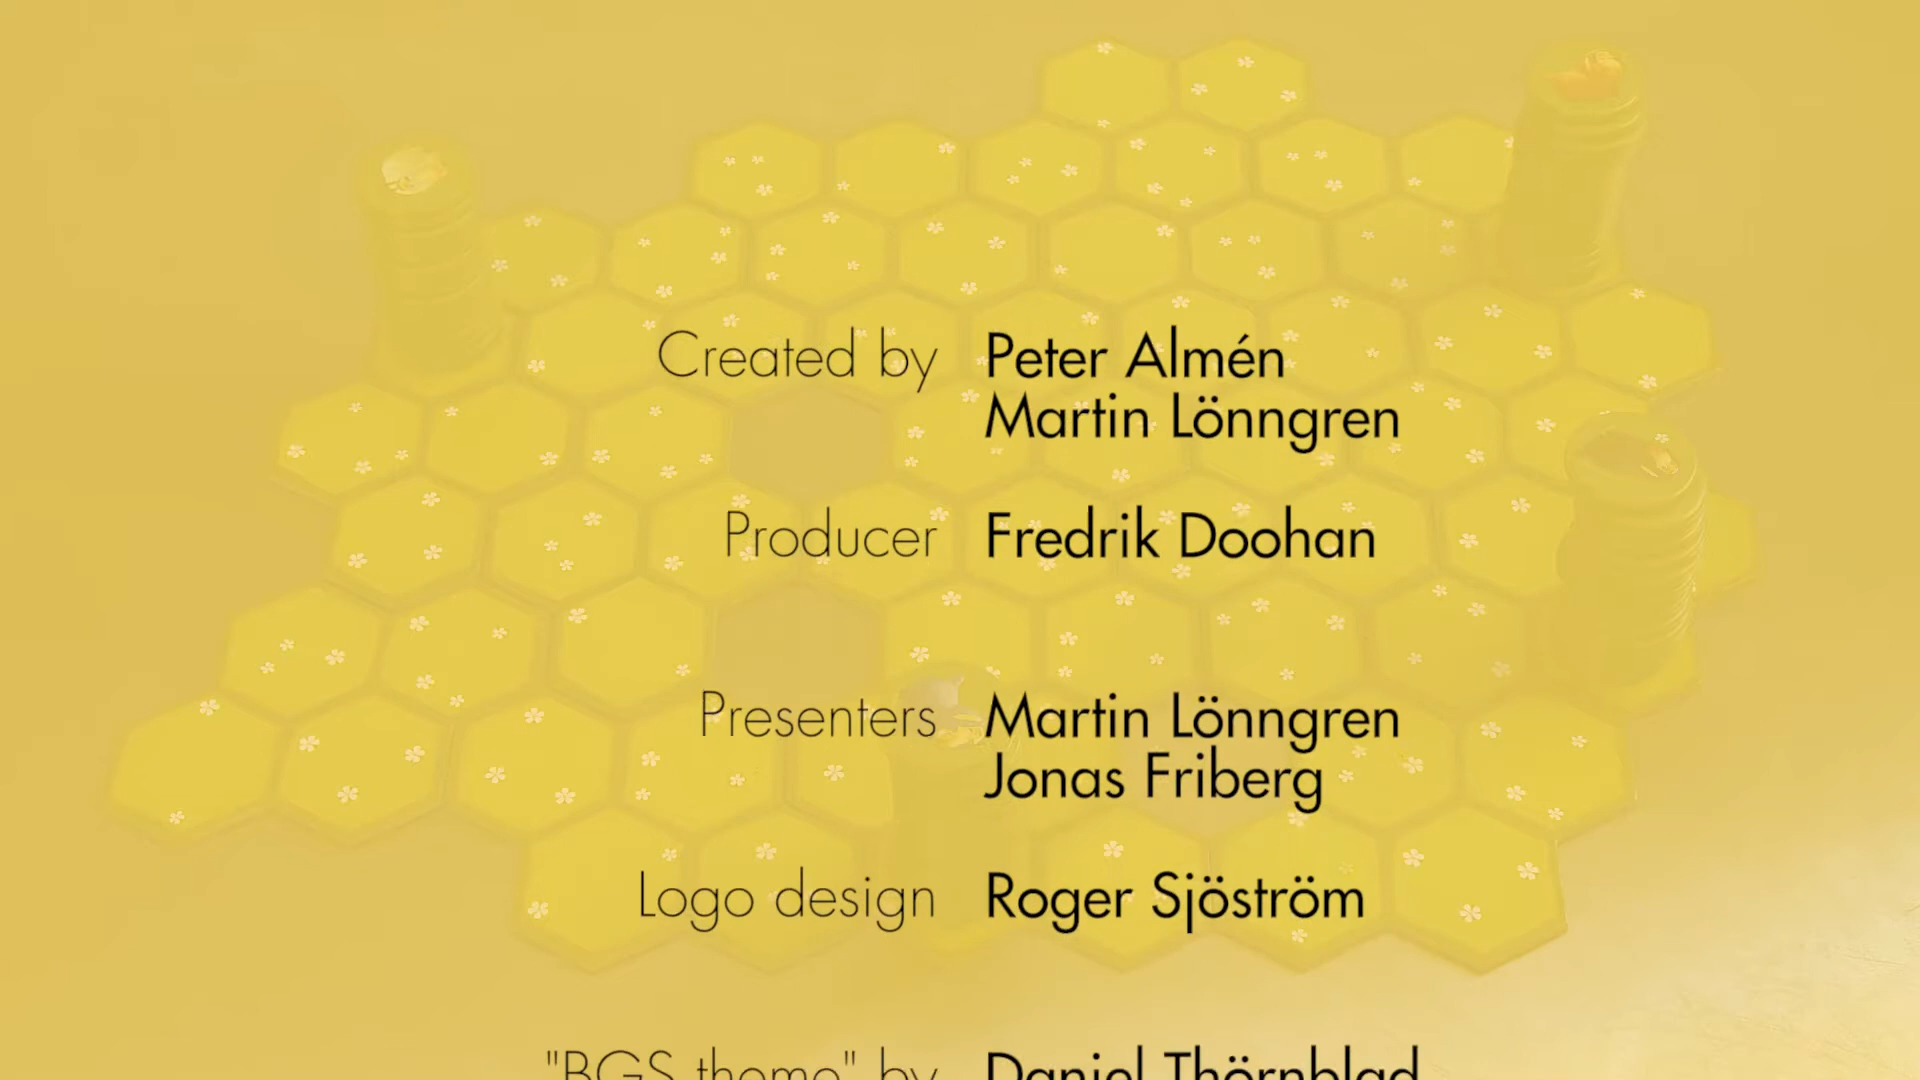 Created by Peter Almén
Martin Lönngren
Producer Fredrik Doohan
Presenters Martin Lönngren
Jonas Friberg
Logo design Roger Sjöström
"BGS theme" by Daniel Thörnblad